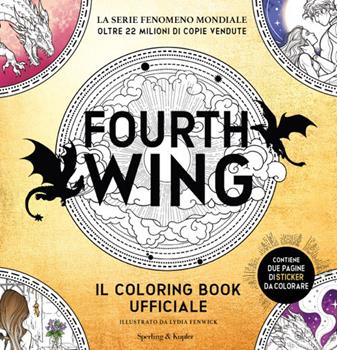 LA SERIE FENOMENO MONDIALE
OLTRE 22 MILIONI DI COPIE VENDUTE
FOURTH
WING
IL COLORING BOOK
UFFICIALE
ILLUSTRATO DA LYDIA FENWICK
CONTIENE
DUE PAGINE
DI STICKER
DA COLORARE
Sperling & Kupfer